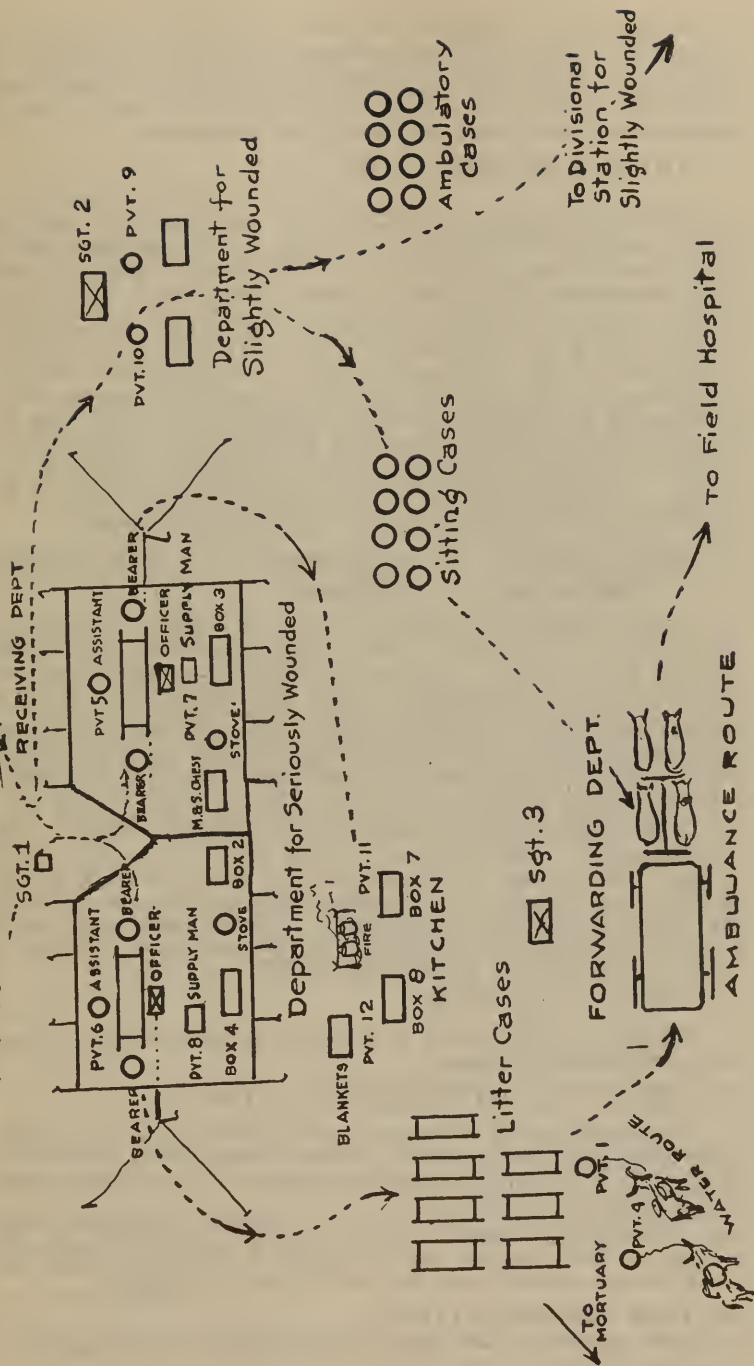 RECEIVING DEPT
SGT. 1
PVT. 6 ASSISTANT
BEARER
BEARER
OFFICER
PVT. 8 SUPPLY MAN
BOX 4
STOVE
BOX 2
PVT 5 ASSISTANT
BEARER
BEARER
OFFICER
PVT. 7 SUPPLY MAN
M.&S. CHEST
STOVE
BOX 3
Department for Seriously Wounded
SGT. 2
PVT. 10
PVT. 9
Department for
Slightly Wounded
Ambulatory
Cases
To Divisional
Station for
Slightly Wounded
Sitting Cases
BLANKETS
FIRE
PVT. 12
PVT. 11
BOX 8
BOX 7
KITCHEN
Litter Cases
Sgt. 3
FORWARDING DEPT.
TO Field Hospital
AMBUUANCE ROUTE
TO
MORTUARY
PVT. 4
PVT. 1
WATER ROUTE